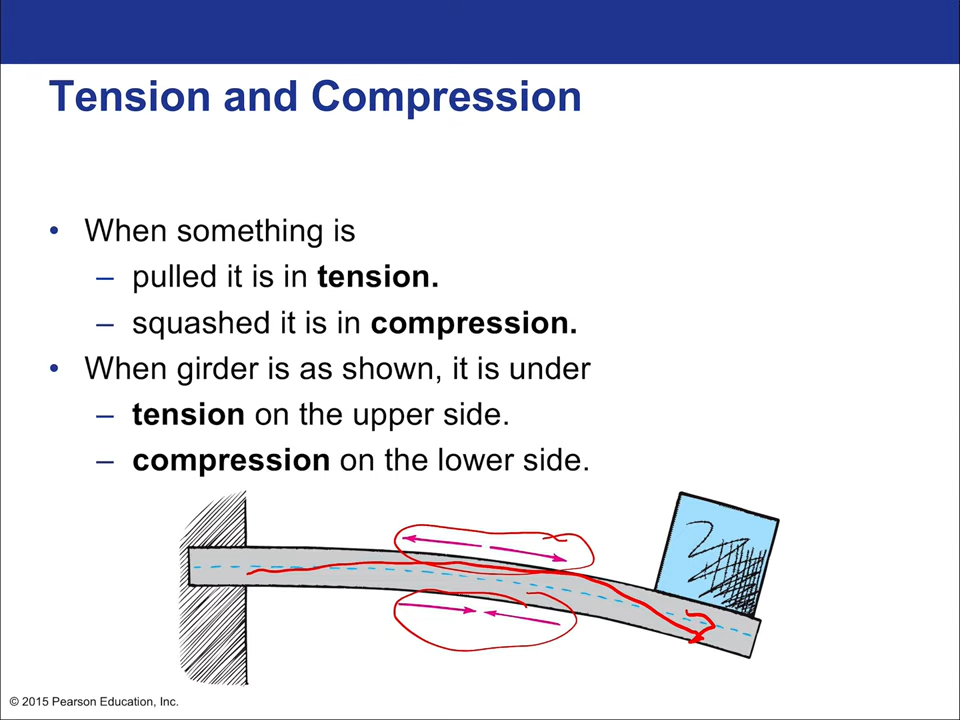 Tension and Compression
• When something is
– pulled it is in tension.
– squashed it is in compression.
• When girder is as shown, it is under
– tension on the upper side.
– compression on the lower side.
© 2015 Pearson Education, Inc.